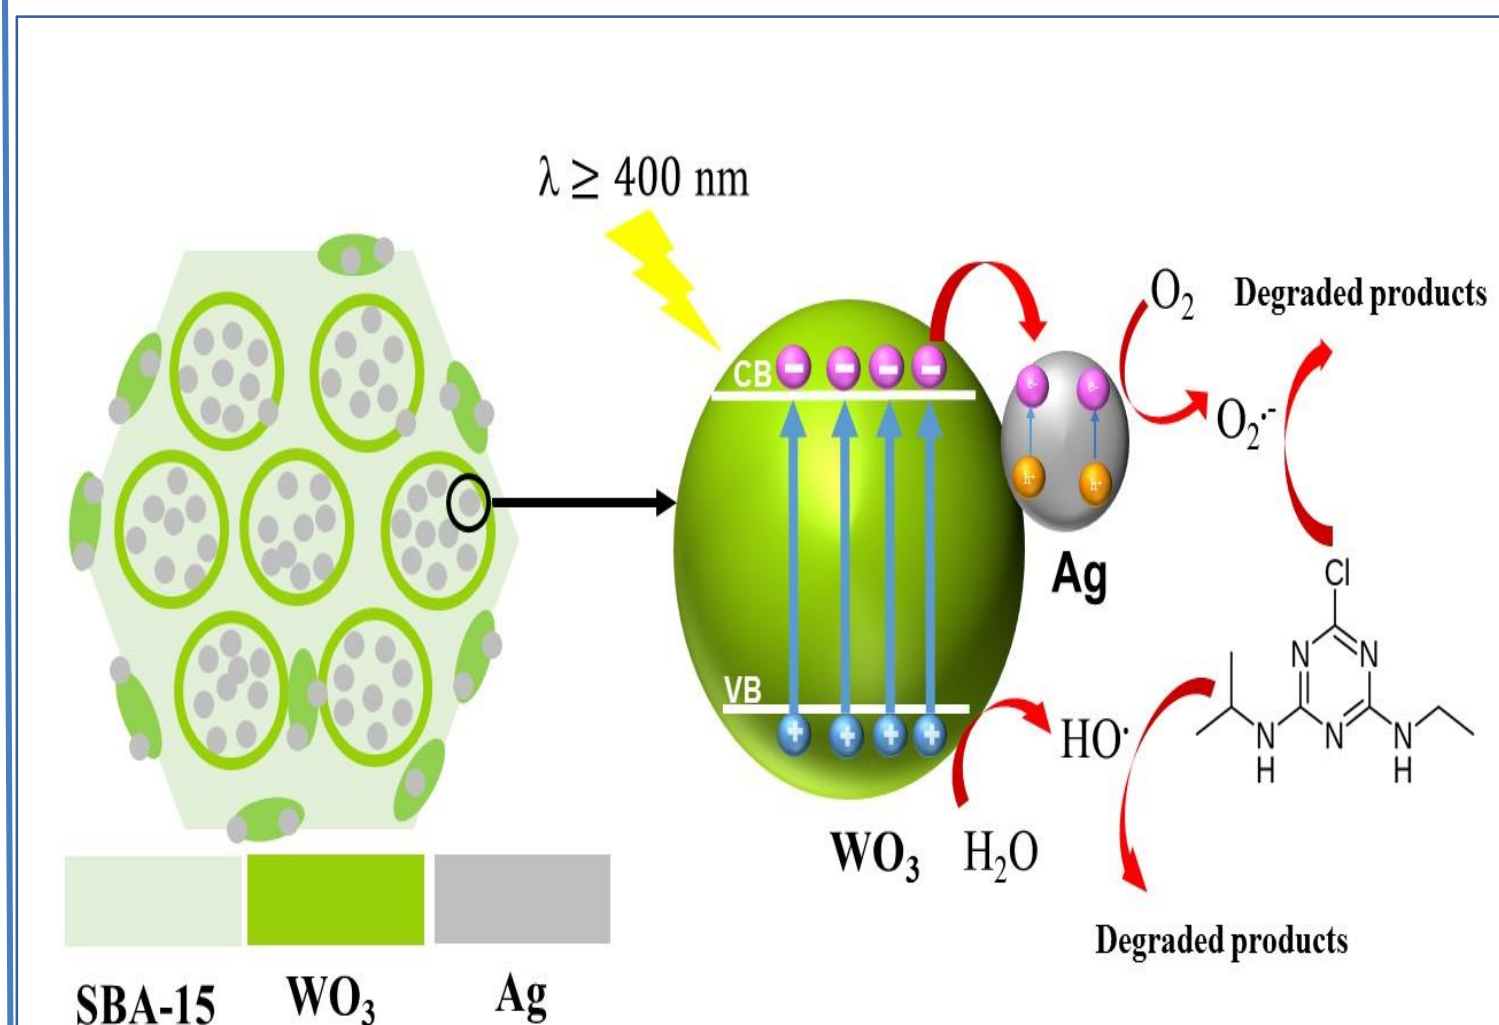 λ ≥ 400 nm
CB
− − − −
O₂
Degraded products
e- e-
O₂·-
h⁺ h⁺
Ag
Cl
N N
VB
+ + + +
HO·
N N N
H H
WO₃ H₂O
Degraded products
SBA-15 WO₃ Ag